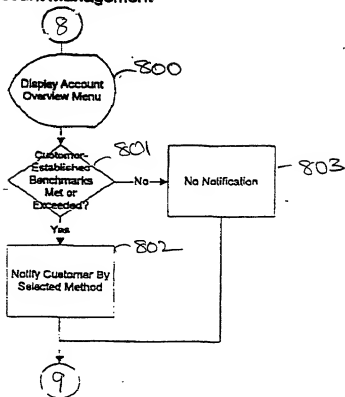 8
800
Display Account
Overview Menu
801
Customer-
Established
Benchmarks
Met or
Exceeded?
No
No Notification
803
Yes
802
Notify Customer By
Selected Method
9